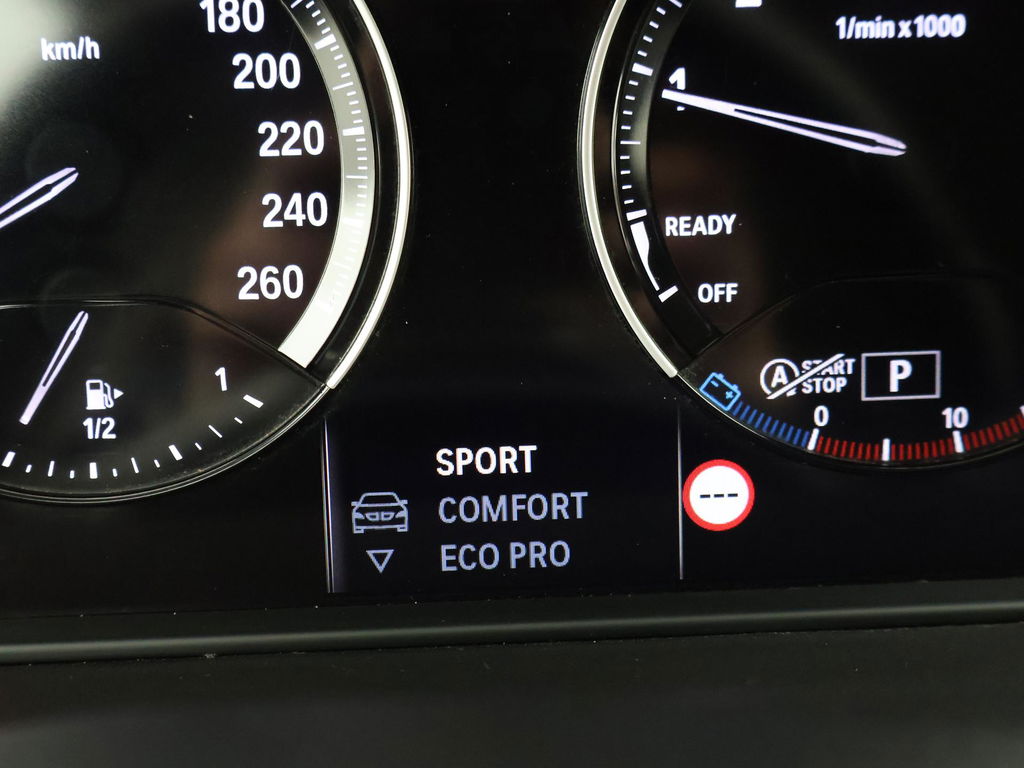 km/h
180
200
220
240
260
1/2
1
1/min x 1000
1
READY
OFF
A
START
STOP
P
0
10
SPORT
COMFORT
ECO PRO
---